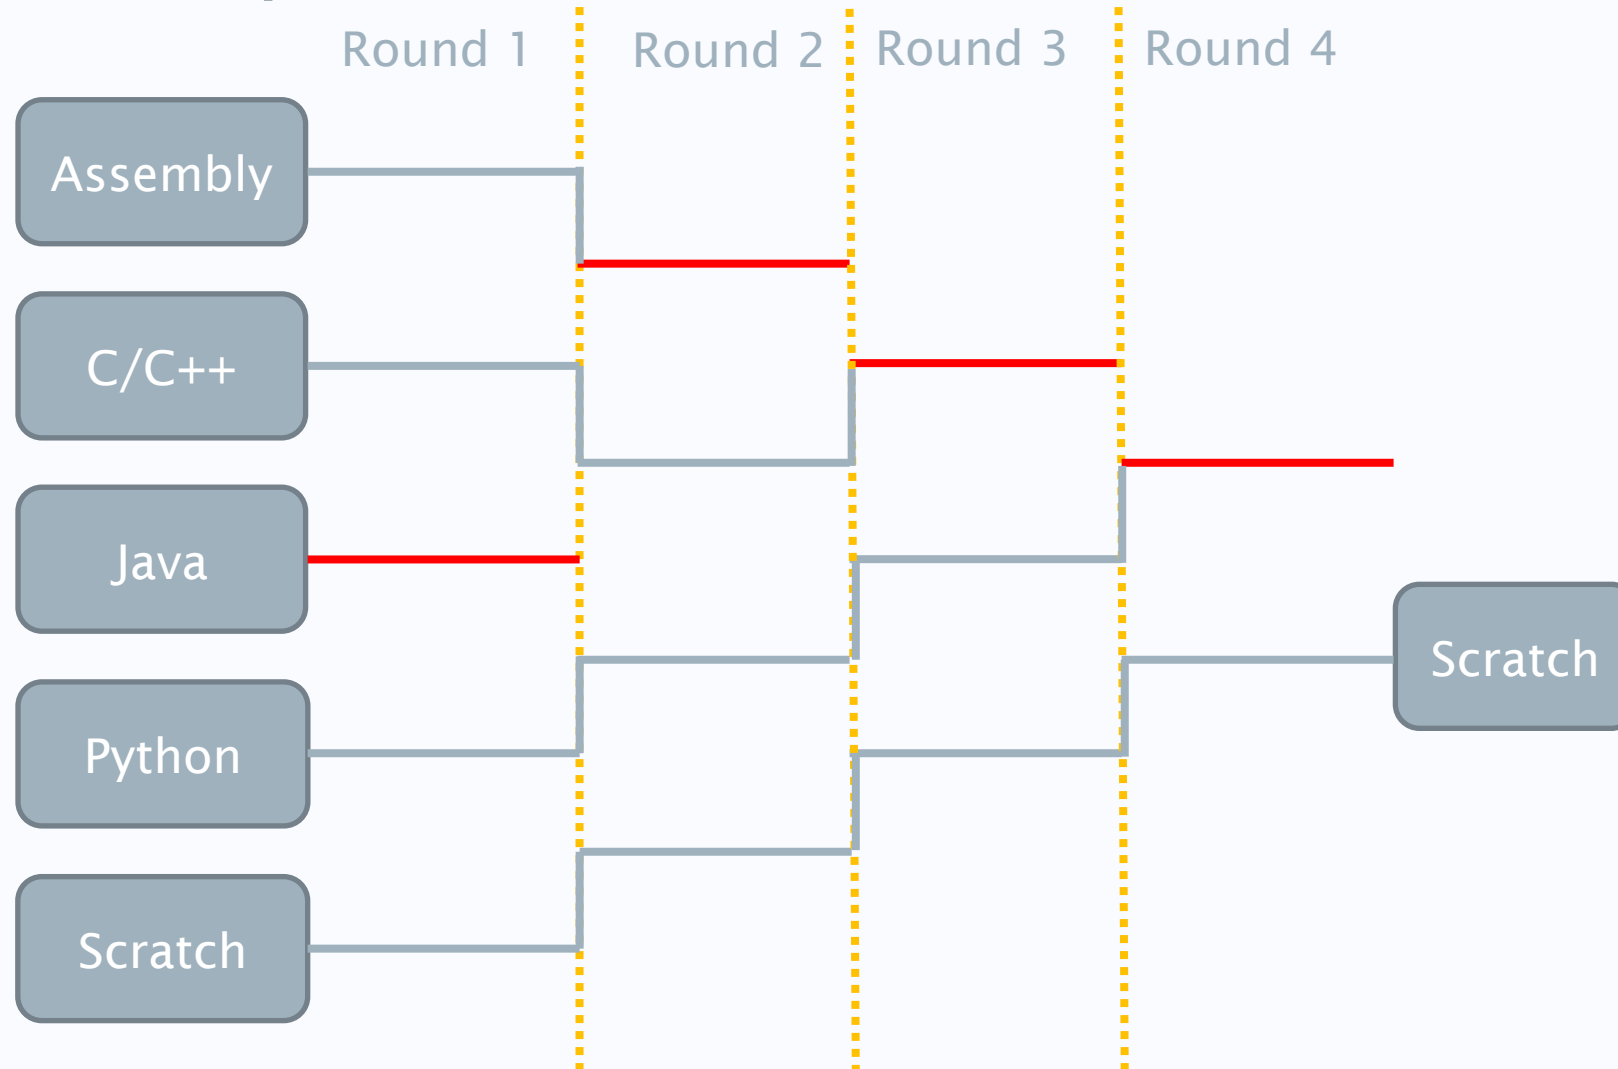 Round 1
Round 2
Round 3
Round 4
Assembly
C/C++
Java
Python
Scratch
Scratch